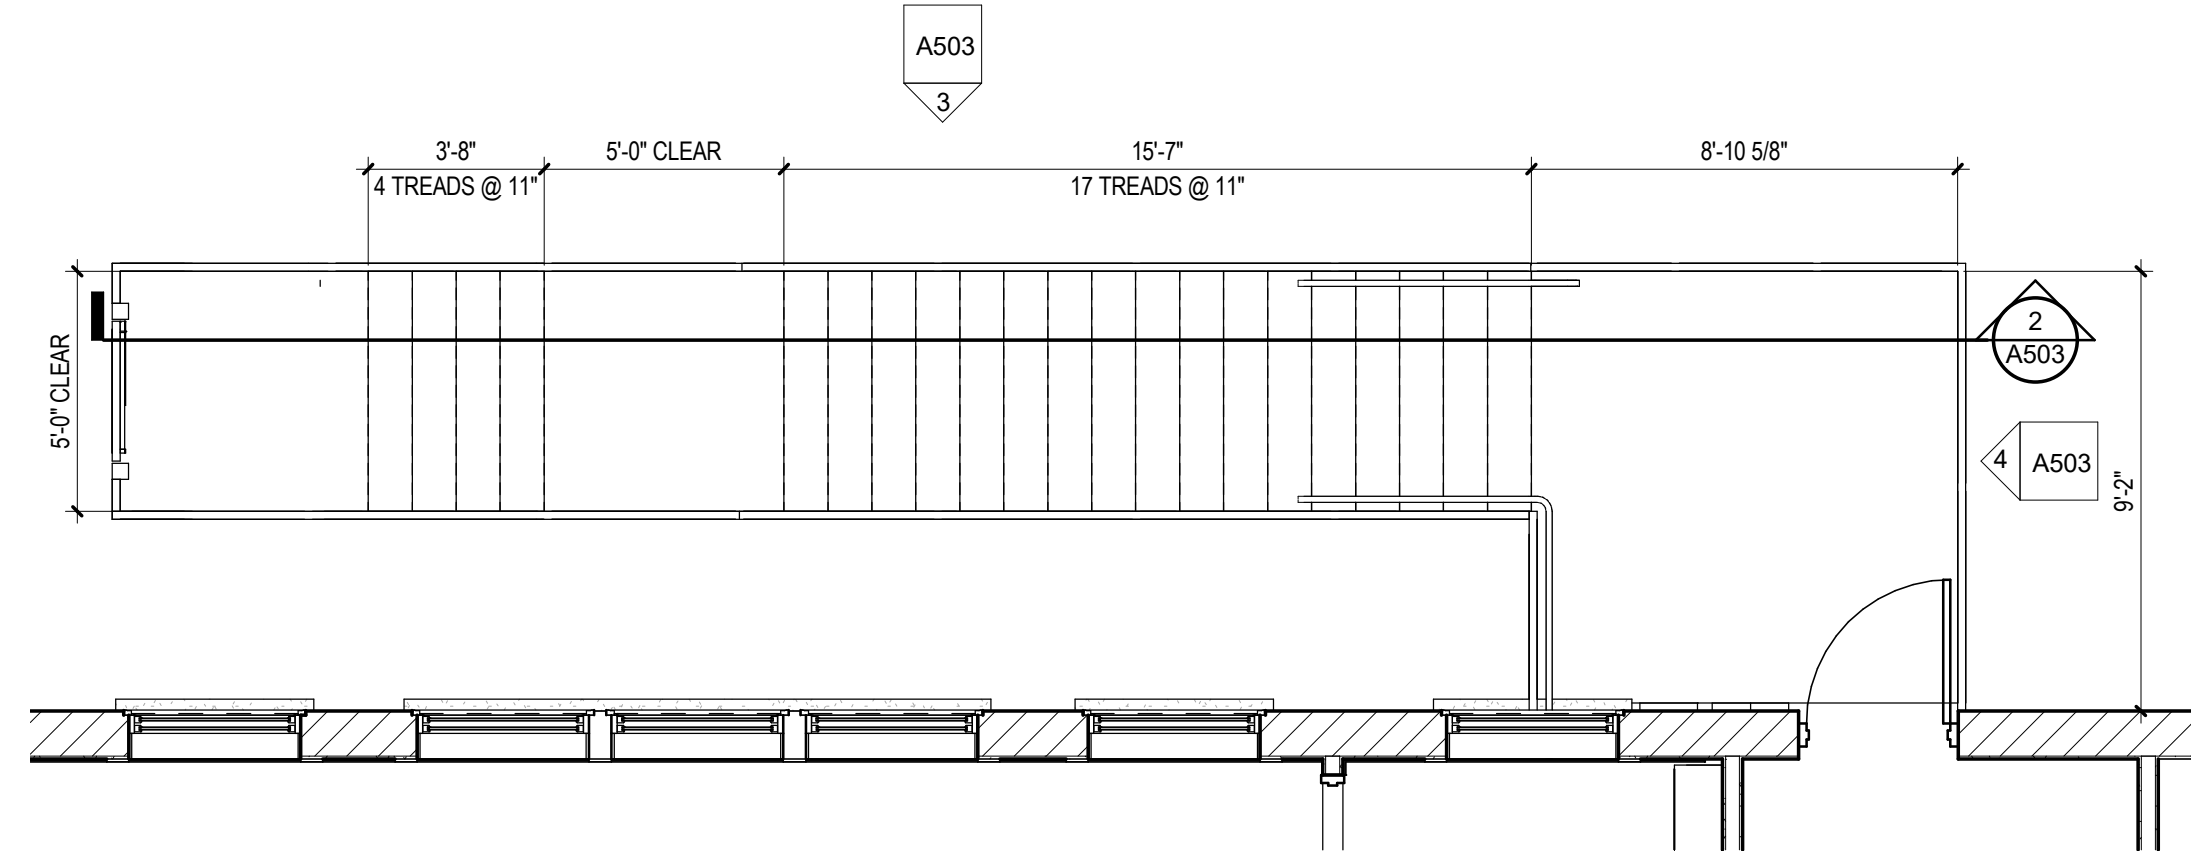 A503
3
3'-8"
5'-0" CLEAR
15'-7"
8'-10 5/8"
4 TREADS @ 11"
17 TREADS @ 11"
2
A503
5'-0" CLEAR
4
A503
9'-2"